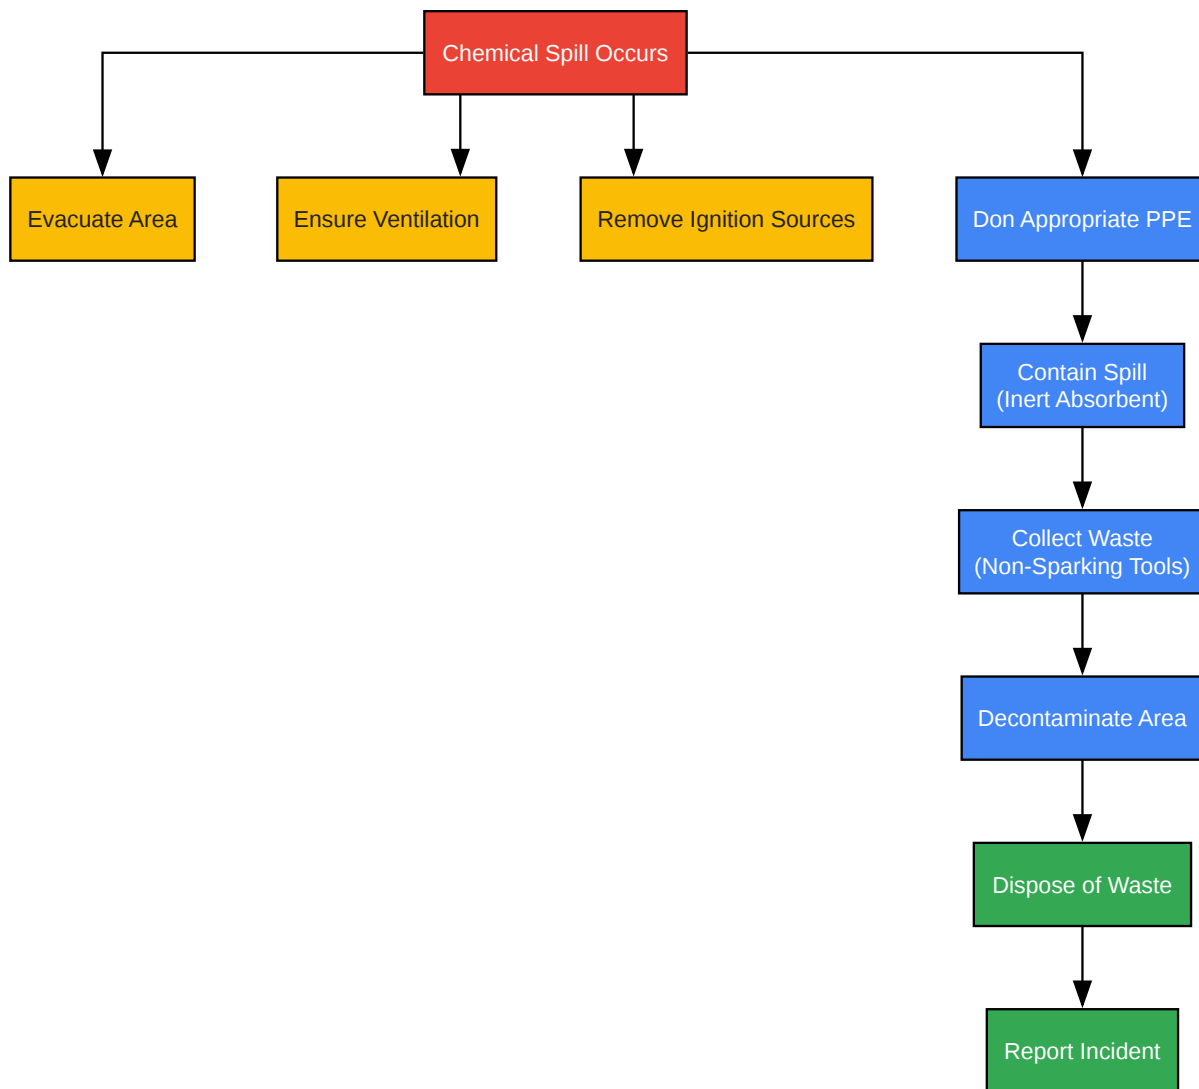 Chemical Spill Occurs
Evacuate Area
Ensure Ventilation
Remove Ignition Sources
Don Appropriate PPE
Contain Spill
(Inert Absorbent)
Collect Waste
(Non-Sparking Tools)
Decontaminate Area
Dispose of Waste
Report Incident